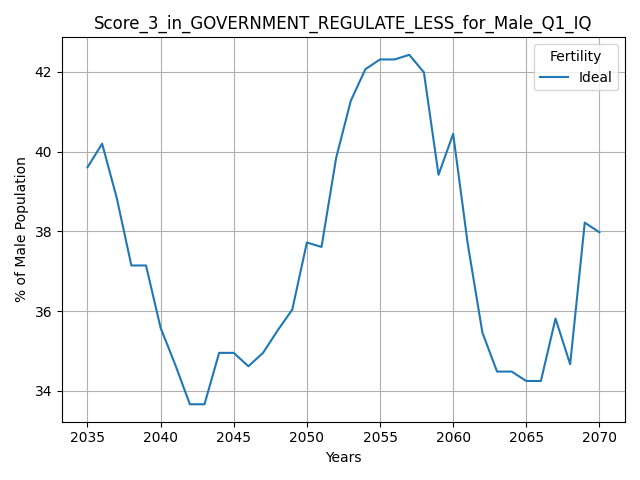 Score_3_in_GOVERNMENT_REGULATE_LESS_for_Male_Q1_IQ
Fertility
Ideal
% of Male Population
42
40
38
36
34
2035 2040 2045 2050 2055 2060 2065 2070
Years